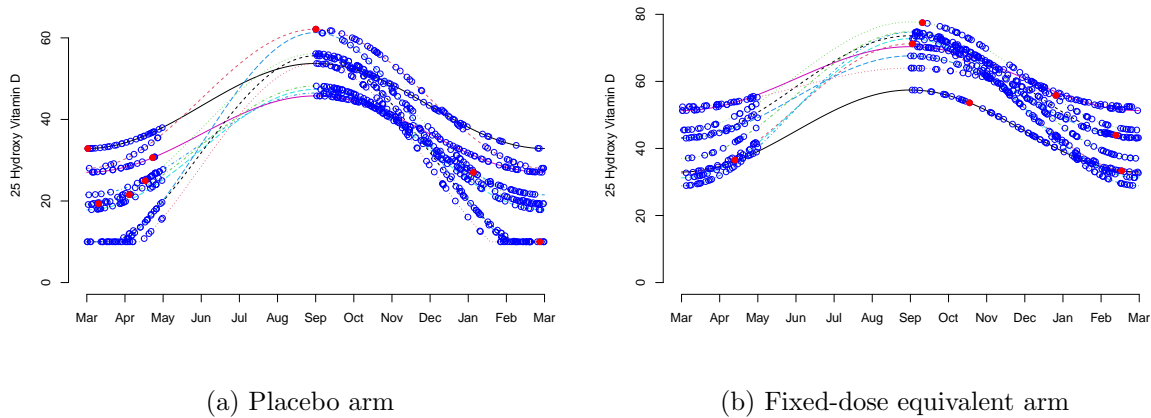 25 Hydroxy Vitamin D
60
40
20
0
Mar Apr May Jun Jul Aug Sep Oct Nov Dec Jan Feb Mar
(a) Placebo arm
25 Hydroxy Vitamin D
80
60
40
20
0
Mar Apr May Jun Jul Aug Sep Oct Nov Dec Jan Feb Mar
(b) Fixed-dose equivalent arm